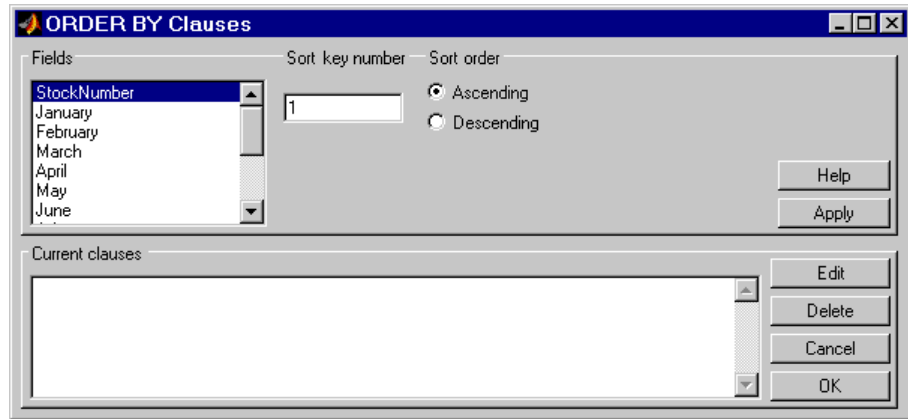 ORDER BY Clauses
Fields
Sort key number
Sort order
StockNumber
January
February
March
April
May
June
1
Ascending
Descending
Help
Apply
Current clauses
Edit
Delete
Cancel
OK